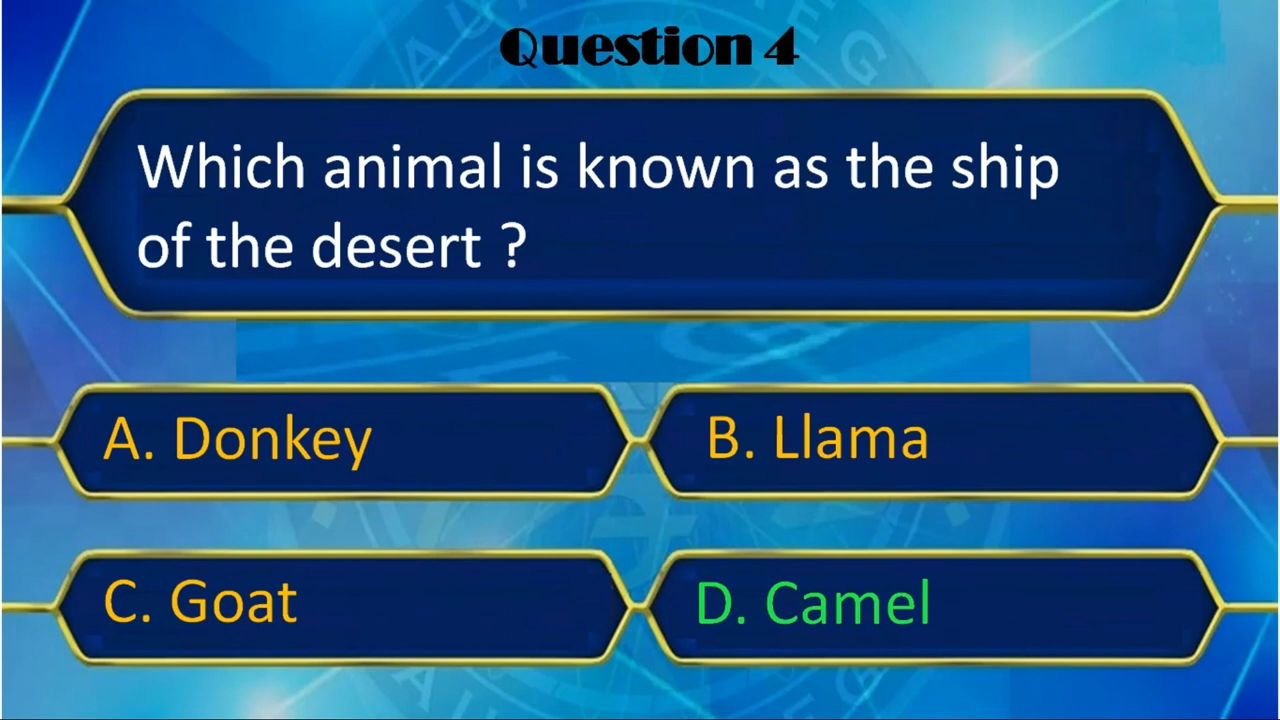 Question 4
Which animal is known as the ship
of the desert ?
A. Donkey
B. Llama
C. Goat
D. Camel